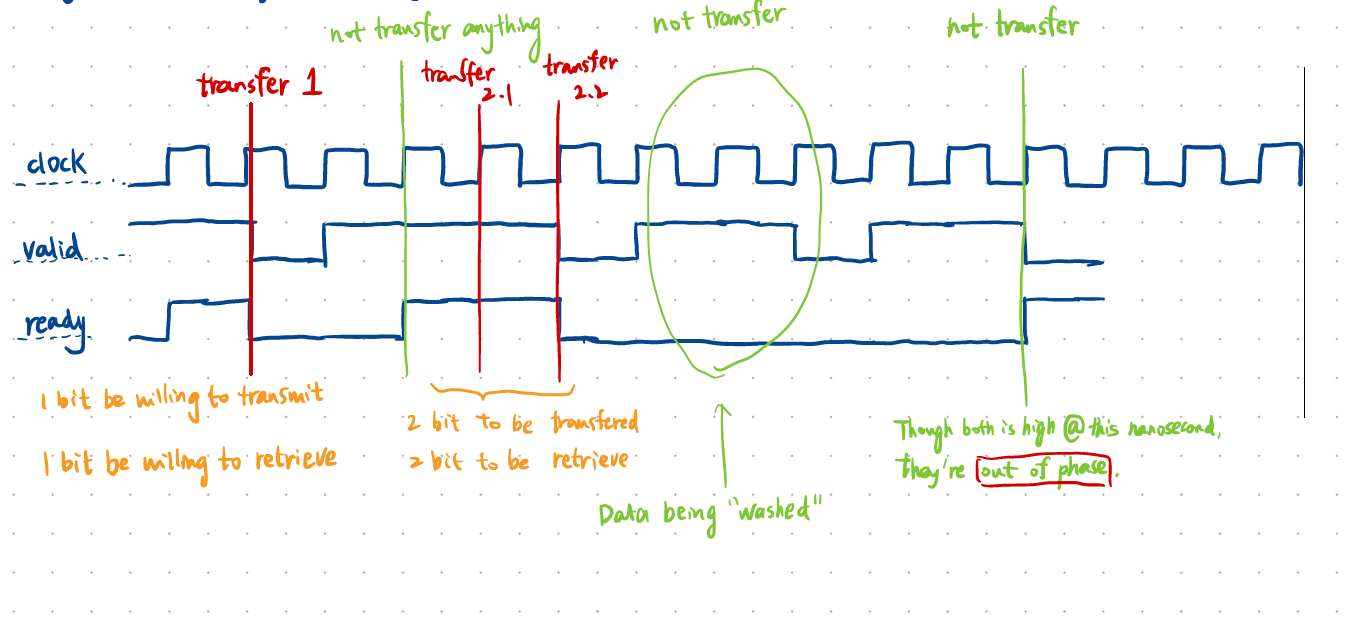 not transfer anything
not transfer
not transfer
transfer 1
transfer
2.1
transfer
2.2
clock
valid
ready
1 bit be willing to transmit
1 bit be willing to retrieve
2 bit to be transfered
2 bit to be retrieve
Though both is high @ this nanosecond,
they're out of phase.
Data being "washed"